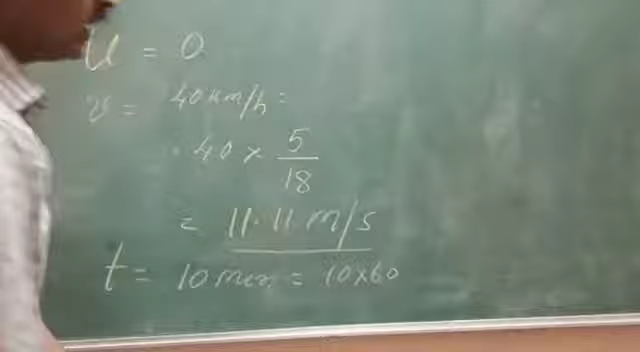 u = 0
v = 40 km/h =
40 × 5/18
= 11.11 m/s
t = 10 min = 10×60